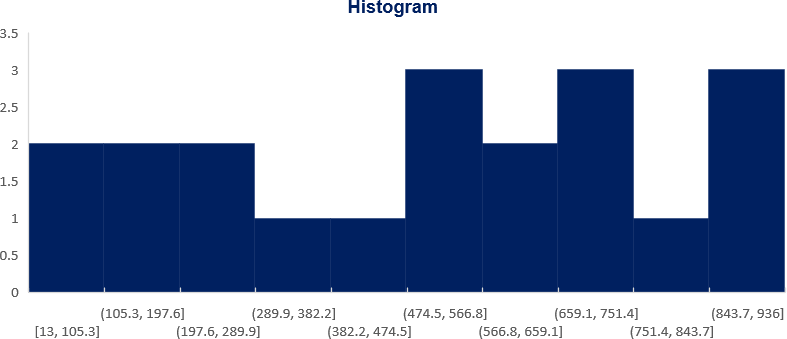 Histogram
3.5
3
2.5
2
1.5
1
0.5
0
(105.3, 197.6] (289.9, 382.2] (474.5, 566.8] (659.1, 751.4] (843.7, 936]
[13, 105.3] (197.6, 289.9] (382.2, 474.5] (566.8, 659.1] (751.4, 843.7]